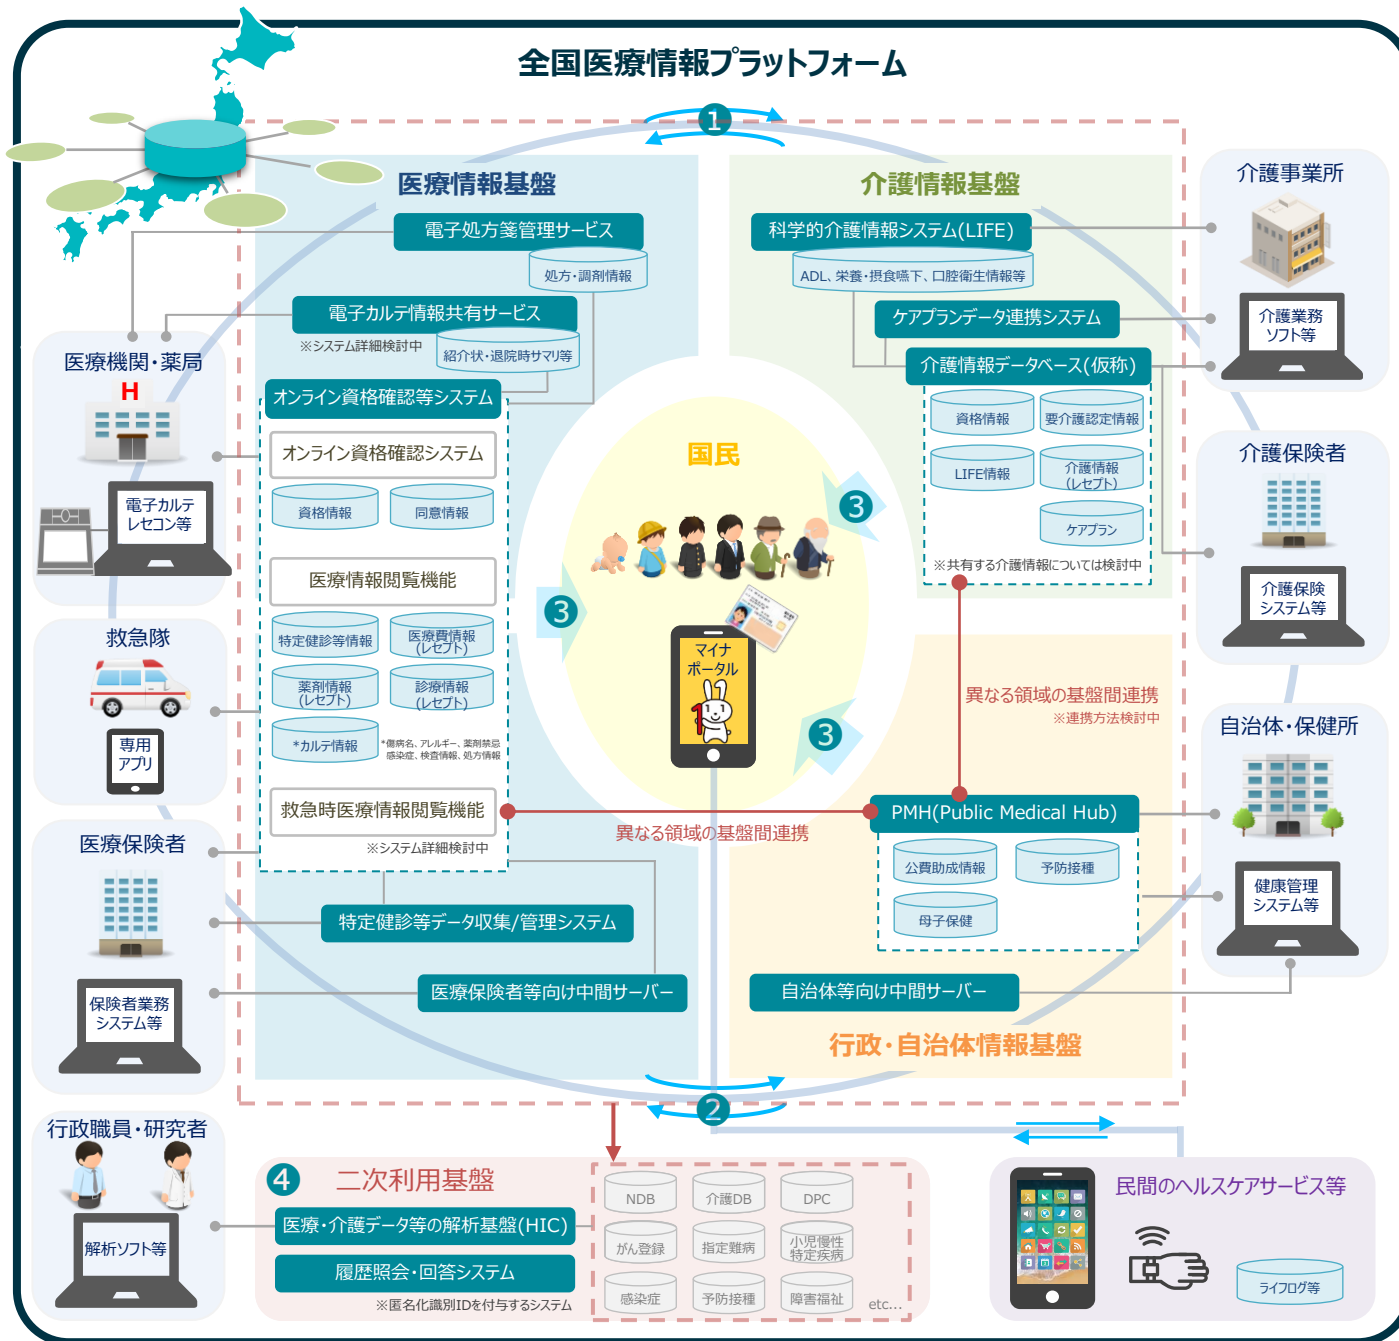 全国医療情報プラットフォーム
1
医療情報基盤
電子処方箋管理サービス
処方・調剤情報
電子カルテ情報共有サービス
※システム詳細検討中
紹介状・退院時サマリ等
オンライン資格確認等システム
オンライン資格確認システム
資格情報
同意情報
医療情報閲覧機能
特定健診等情報
医療費情報
(レセプト)
薬剤情報
(レセプト)
診療情報
(レセプト)
*カルテ情報
*傷病名、アレルギー、薬剤禁忌
感染症、検査情報、処方情報
救急時医療情報閲覧機能
※システム詳細検討中
特定健診等データ収集/管理システム
医療保険者等向け中間サーバー
介護情報基盤
科学的介護情報システム(LIFE)
ADL、栄養・摂食嚥下、口腔衛生情報等
ケアプランデータ連携システム
介護情報データベース(仮称)
資格情報
要介護認定情報
LIFE情報
介護情報
(レセプト)
ケアプラン
※共有する介護情報については検討中
国民
3
3
3
マイナ
ポータル
1
異なる領域の基盤間連携
※連携方法検討中
異なる領域の基盤間連携
PMH(Public Medical Hub)
公費助成情報
予防接種
母子保健
自治体等向け中間サーバー
行政・自治体情報基盤
2
医療機関・薬局
H
電子カルテ
レセコン等
救急隊
専用
アプリ
医療保険者
保険者業務
システム等
行政職員・研究者
解析ソフト等
介護事業所
介護業務
ソフト等
介護保険者
介護保険
システム等
自治体・保健所
健康管理
システム等
4
二次利用基盤
医療・介護データ等の解析基盤(HIC)
履歴照会・回答システム
※匿名化識別IDを付与するシステム
NDB
介護DB
DPC
がん登録
指定難病
小児慢性
特定疾病
感染症
予防接種
障害福祉
etc...
民間のヘルスケアサービス等
ライフログ等